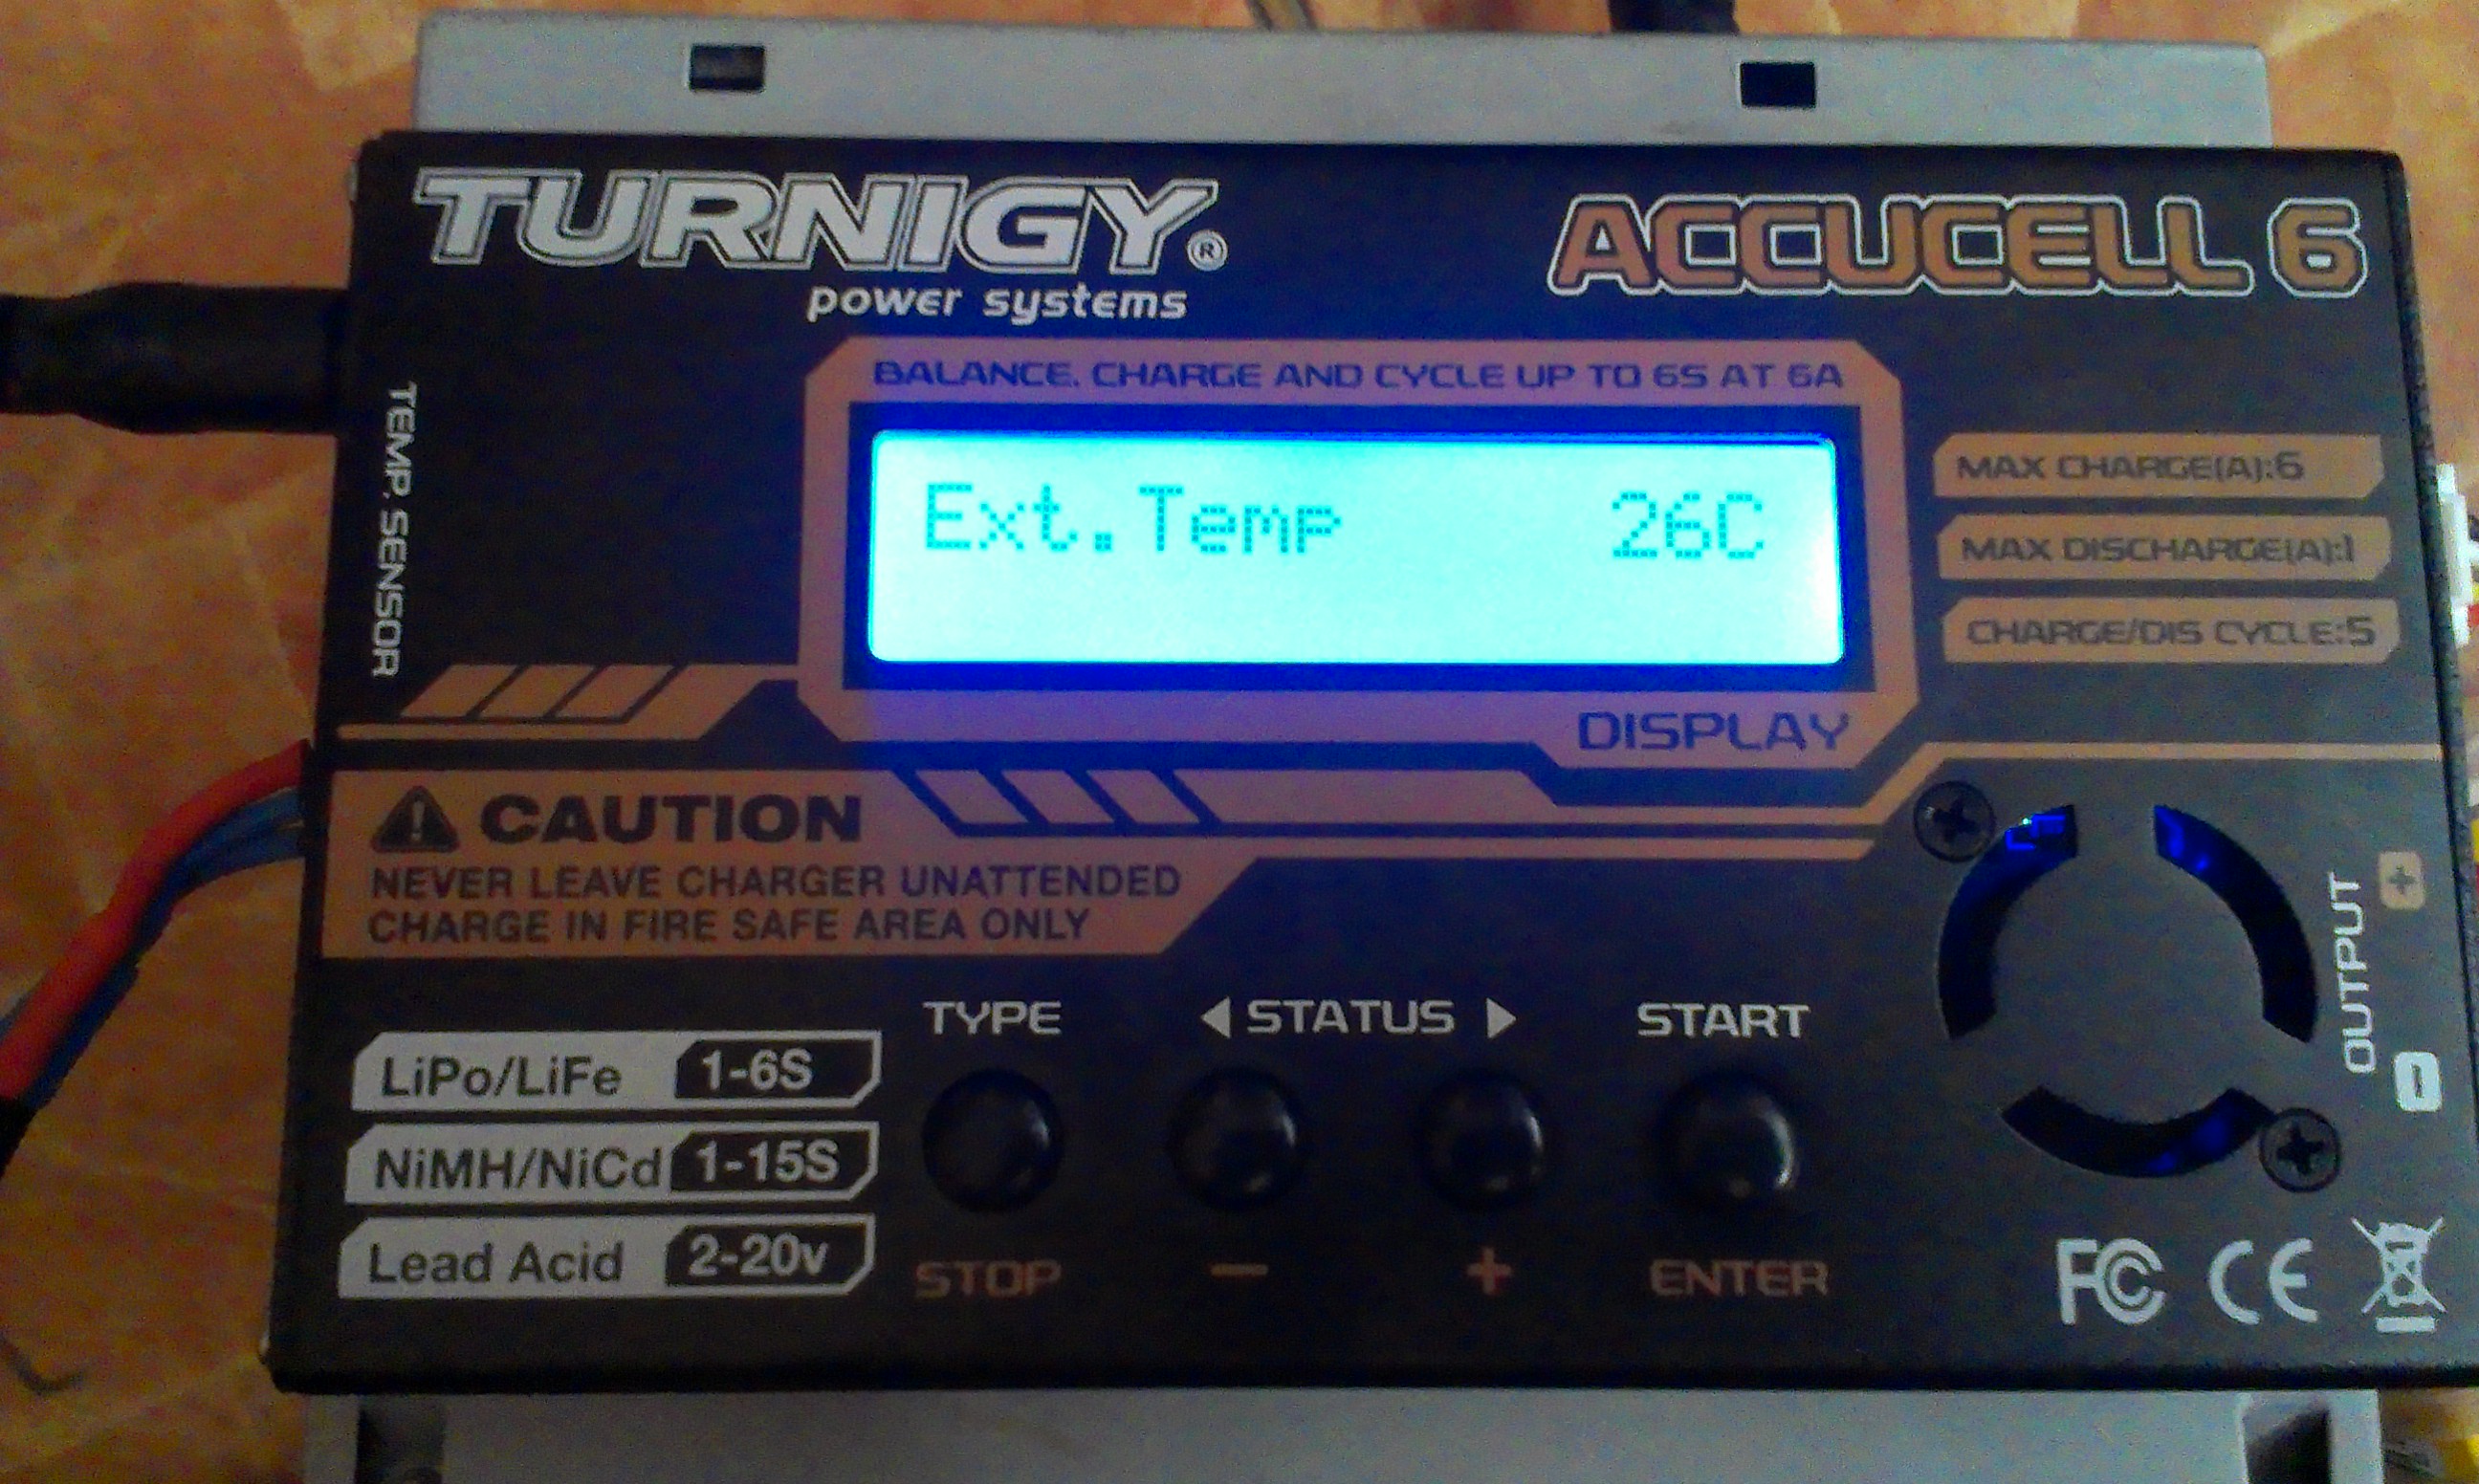 TURNIGY®
power systems
ACCUCELL 6
BALANCE, CHARGE AND CYCLE UP TO 6S AT 6A
Ext.Temp 26C
DISPLAY
MAX CHARGE(A):6
MAX DISCHARGE(A):1
CHARGE/DIS CYCLE:5
TEMP. SENSOR
CAUTION
NEVER LEAVE CHARGER UNATTENDED
CHARGE IN FIRE SAFE AREA ONLY
OUTPUT
+
-
LiPo/LiFe 1-6S
NiMH/NiCd 1-15S
Lead Acid 2-20v
TYPE ◀ STATUS ▶ START
STOP — + ENTER
FC CE